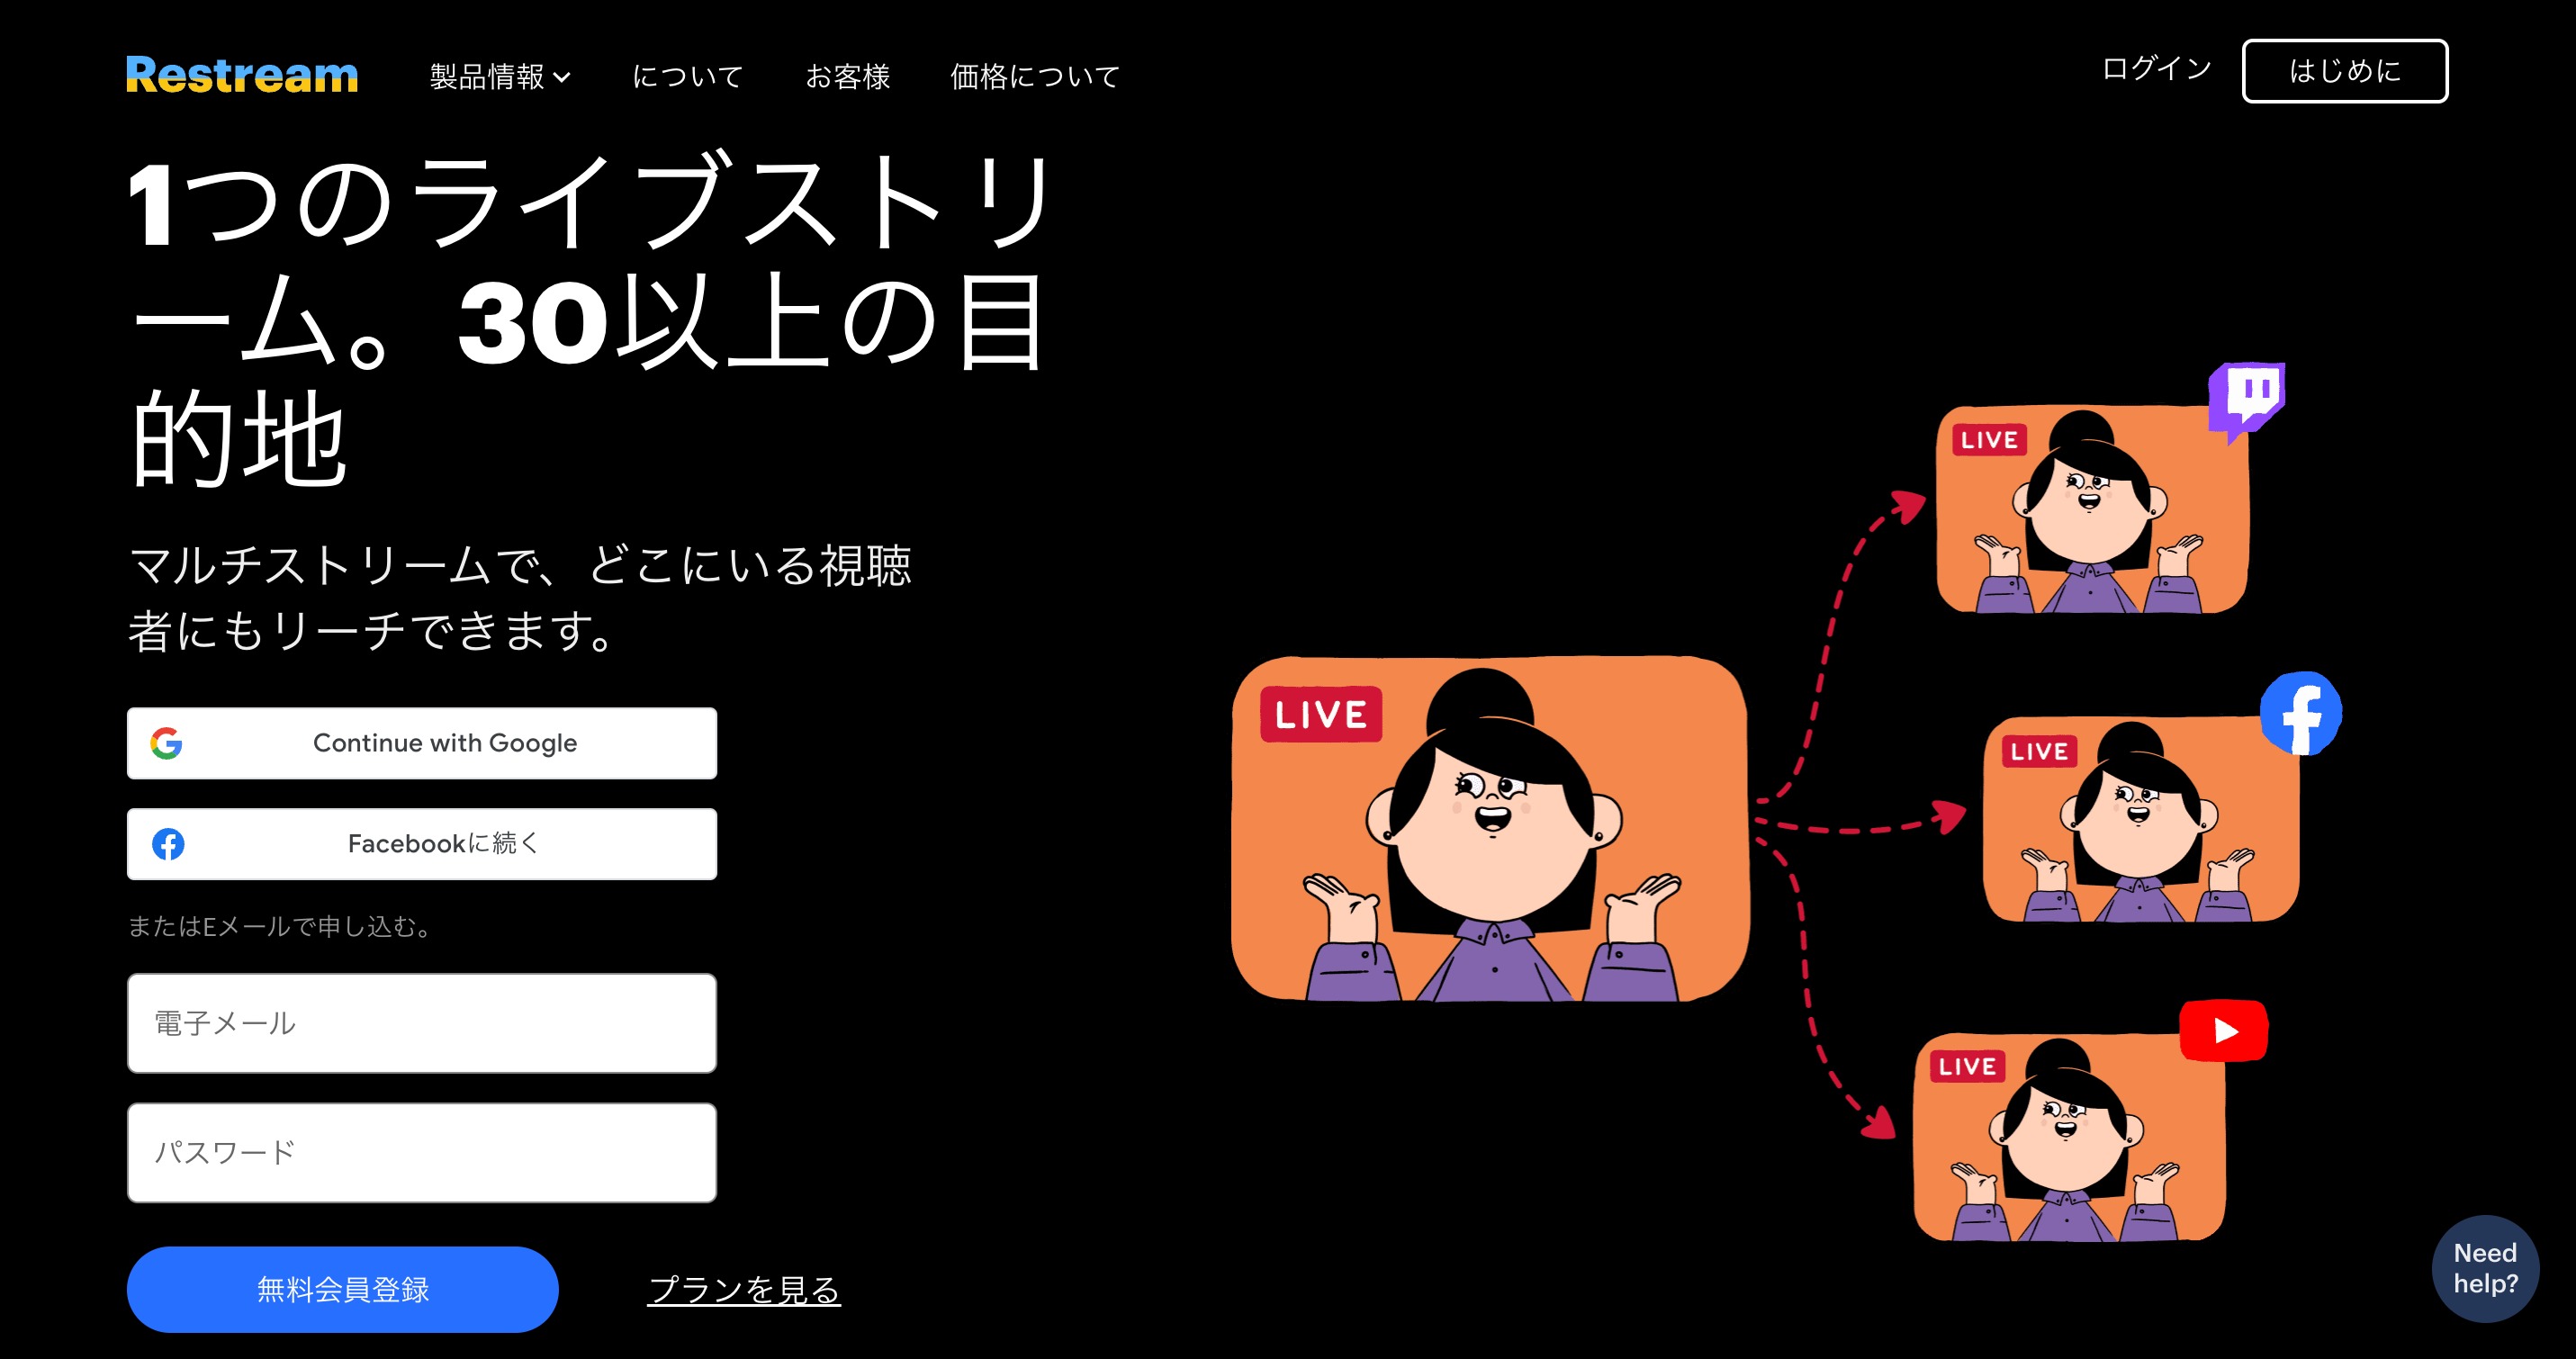 Restream 製品情報 について お客様 価格について ログイン はじめに
1つのライブストリ
ーム。30以上の目
的地
マルチストリームで、どこにいる視聴
者にもリーチできます。
Continue with Google
Facebookに続く
またはEメールで申し込む。
電子メール
パスワード
無料会員登録 プランを見る
LIVE
LIVE
LIVE
LIVE
Need
help?